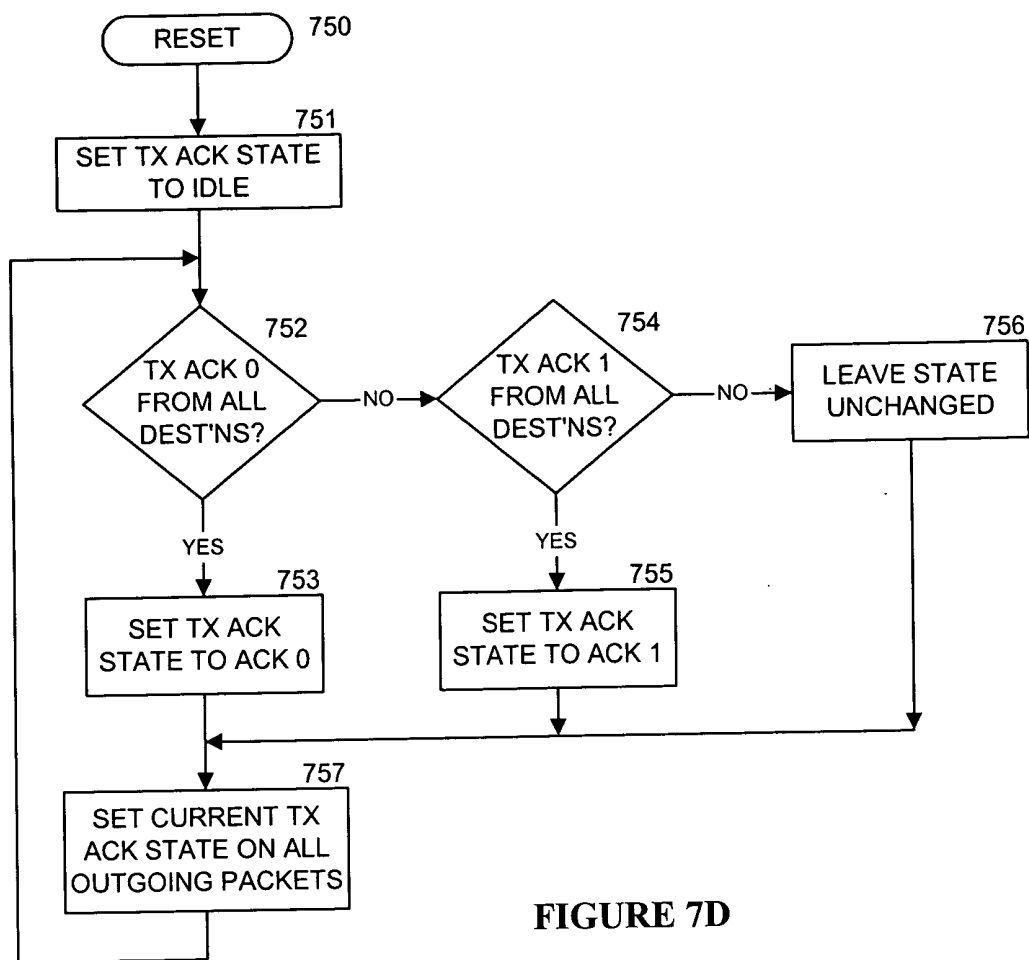 RESET
750
751
SET TX ACK STATE
TO IDLE
752
TX ACK 0
FROM ALL
DEST'NS?
NO
754
TX ACK 1
FROM ALL
DEST'NS?
NO
756
LEAVE STATE
UNCHANGED
YES
753
SET TX ACK
STATE TO ACK 0
YES
755
SET TX ACK
STATE TO ACK 1
757
SET CURRENT TX
ACK STATE ON ALL
OUTGOING PACKETS
FIGURE 7D